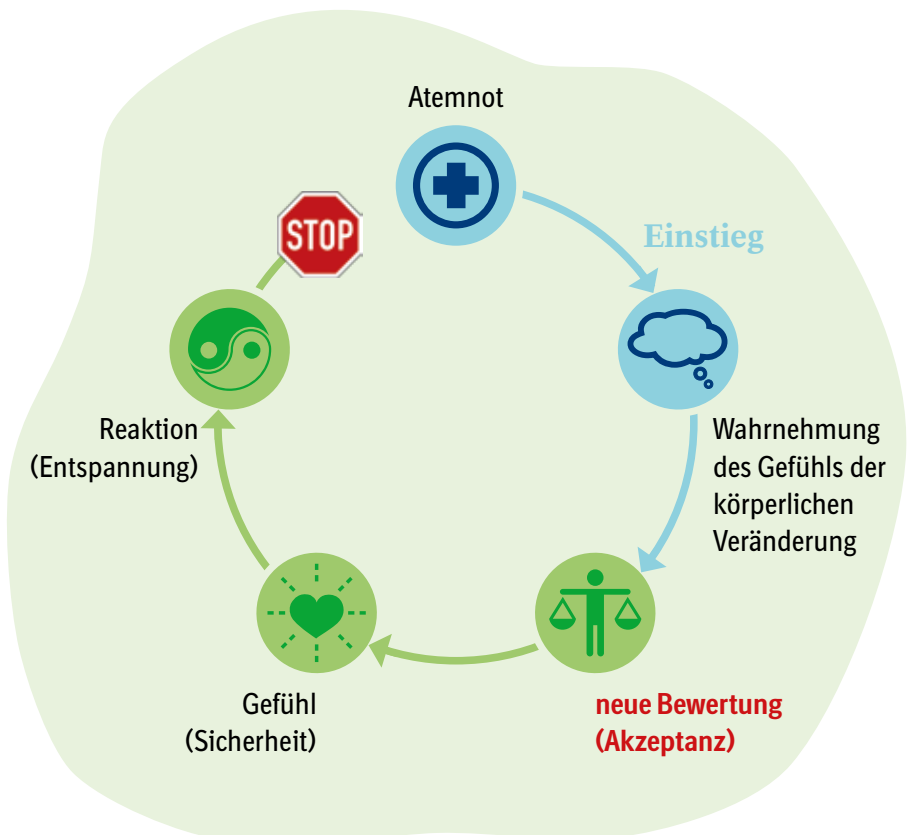 Atemnot
STOP
Einstieg
Reaktion
(Entspannung)
Wahrnehmung
des Gefühls der
körperlichen
Veränderung
Gefühl
(Sicherheit)
neue Bewertung
(Akzeptanz)